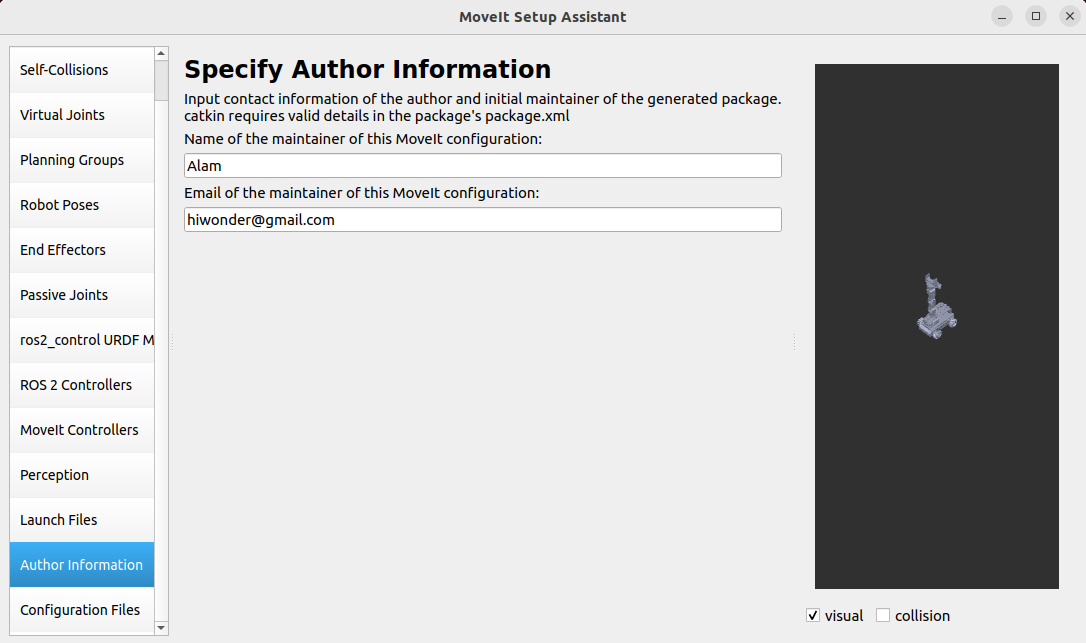 MoveIt Setup Assistant
Self-Collisions
Virtual Joints
Planning Groups
Robot Poses
End Effectors
Passive Joints
ros2_control URDF M
ROS 2 Controllers
MoveIt Controllers
Perception
Launch Files
Author Information
Configuration Files
Specify Author Information
Input contact information of the author and initial maintainer of the generated package.
catkin requires valid details in the package's package.xml
Name of the maintainer of this MoveIt configuration:
Alam
Email of the maintainer of this MoveIt configuration:
hiwonder@gmail.com
visual
collision